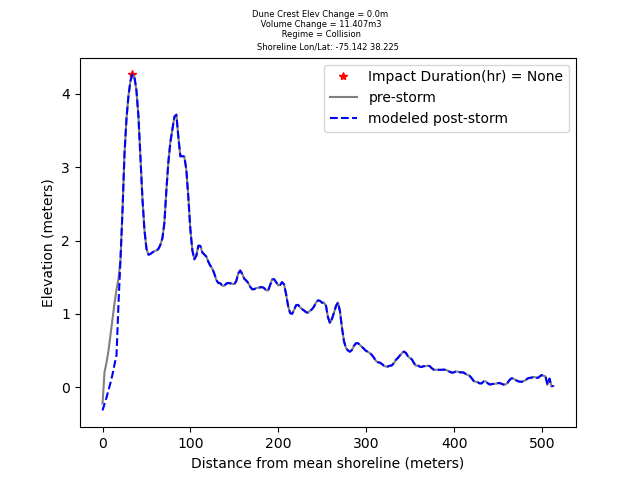 Dune Crest Elev Change = 0.0m
Volume Change = 11.407m3
Regime = Collision
Shoreline Lon/Lat: -75.142 38.225
Impact Duration(hr) = None
pre-storm
modeled post-storm
Elevation (meters)
4
3
2
1
0
0 100 200 300 400 500
Distance from mean shoreline (meters)